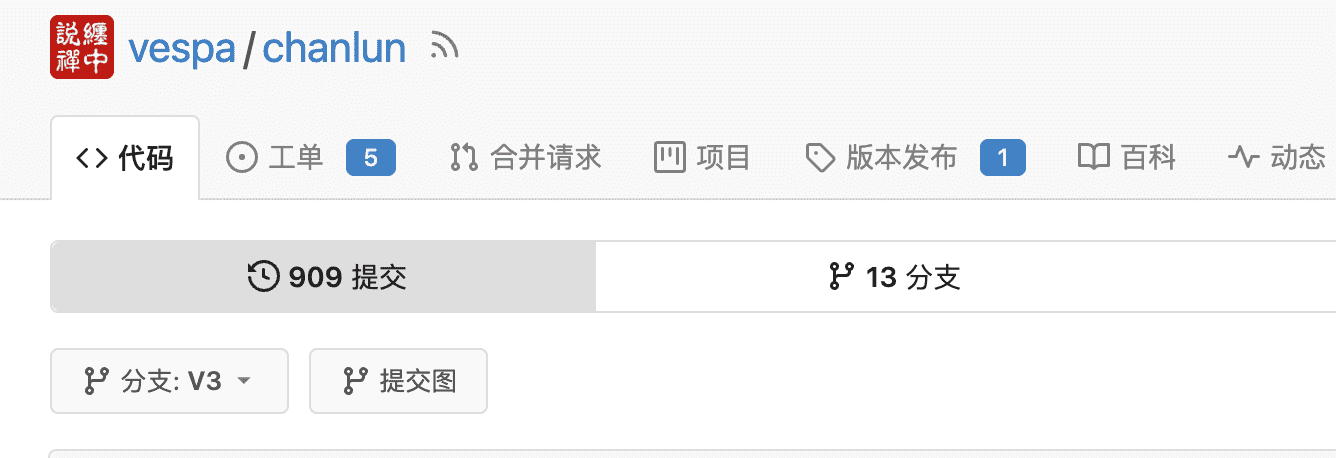 纏中説禪
vespa/chanlun
代码 工单 5 合并请求 项目 版本发布 1 百科 动态
909 提交 13 分支
分支: V3 提交图